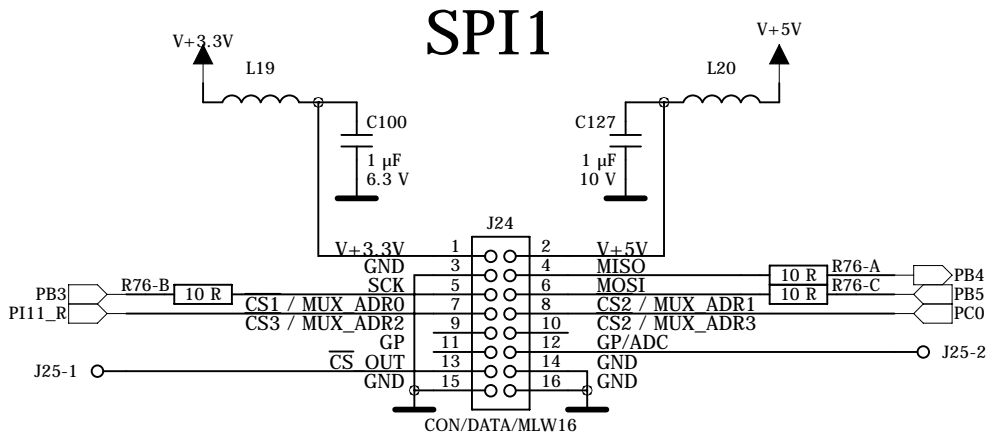 SPI1
V+3.3V
V+5V
L19
L20
C100
1 µF
6.3 V
C127
1 µF
10 V
J24
V+3.3V 1 2 V+5V
GND 3 4 MISO 10 R R76-A PB4
PB3 R76-B 10 R SCK 5 6 MOSI 10 R R76-C PB5
PI11_R CS1 / MUX_ADR0 7 8 CS2 / MUX_ADR1 PC0
CS3 / MUX_ADR2 9 10 CS2 / MUX_ADR3
GP 11 12 GP/ADC J25-2
J25-1 CS OUT 13 14 GND
GND 15 16 GND
CON/DATA/MLW16